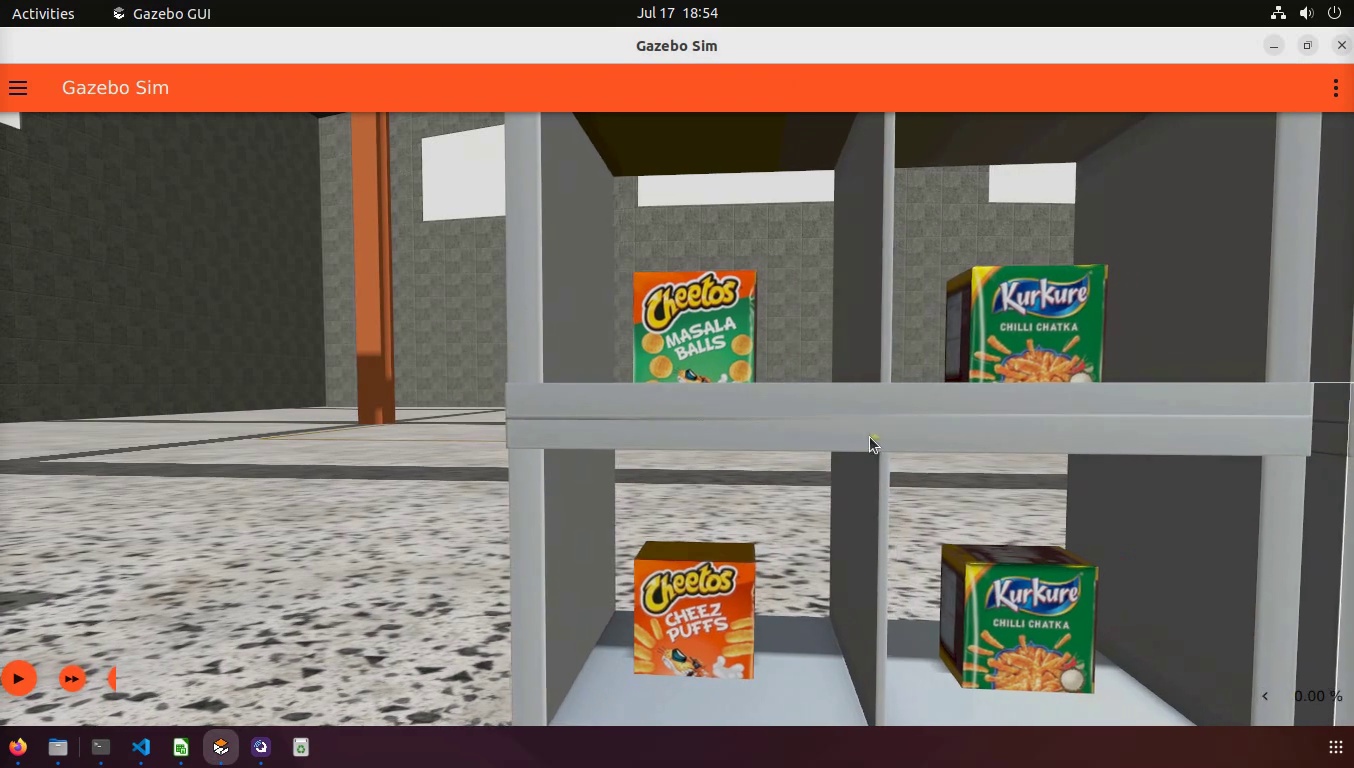 Activities
Gazebo GUI
Jul 17 18:54
Gazebo Sim
Gazebo Sim
Cheetos
MASALA
BALLS
KurKure
CHILLI CHATKA
Cheetos
CHEEZ
PUFFS
KurKure
CHILLI CHATKA
0.00 %